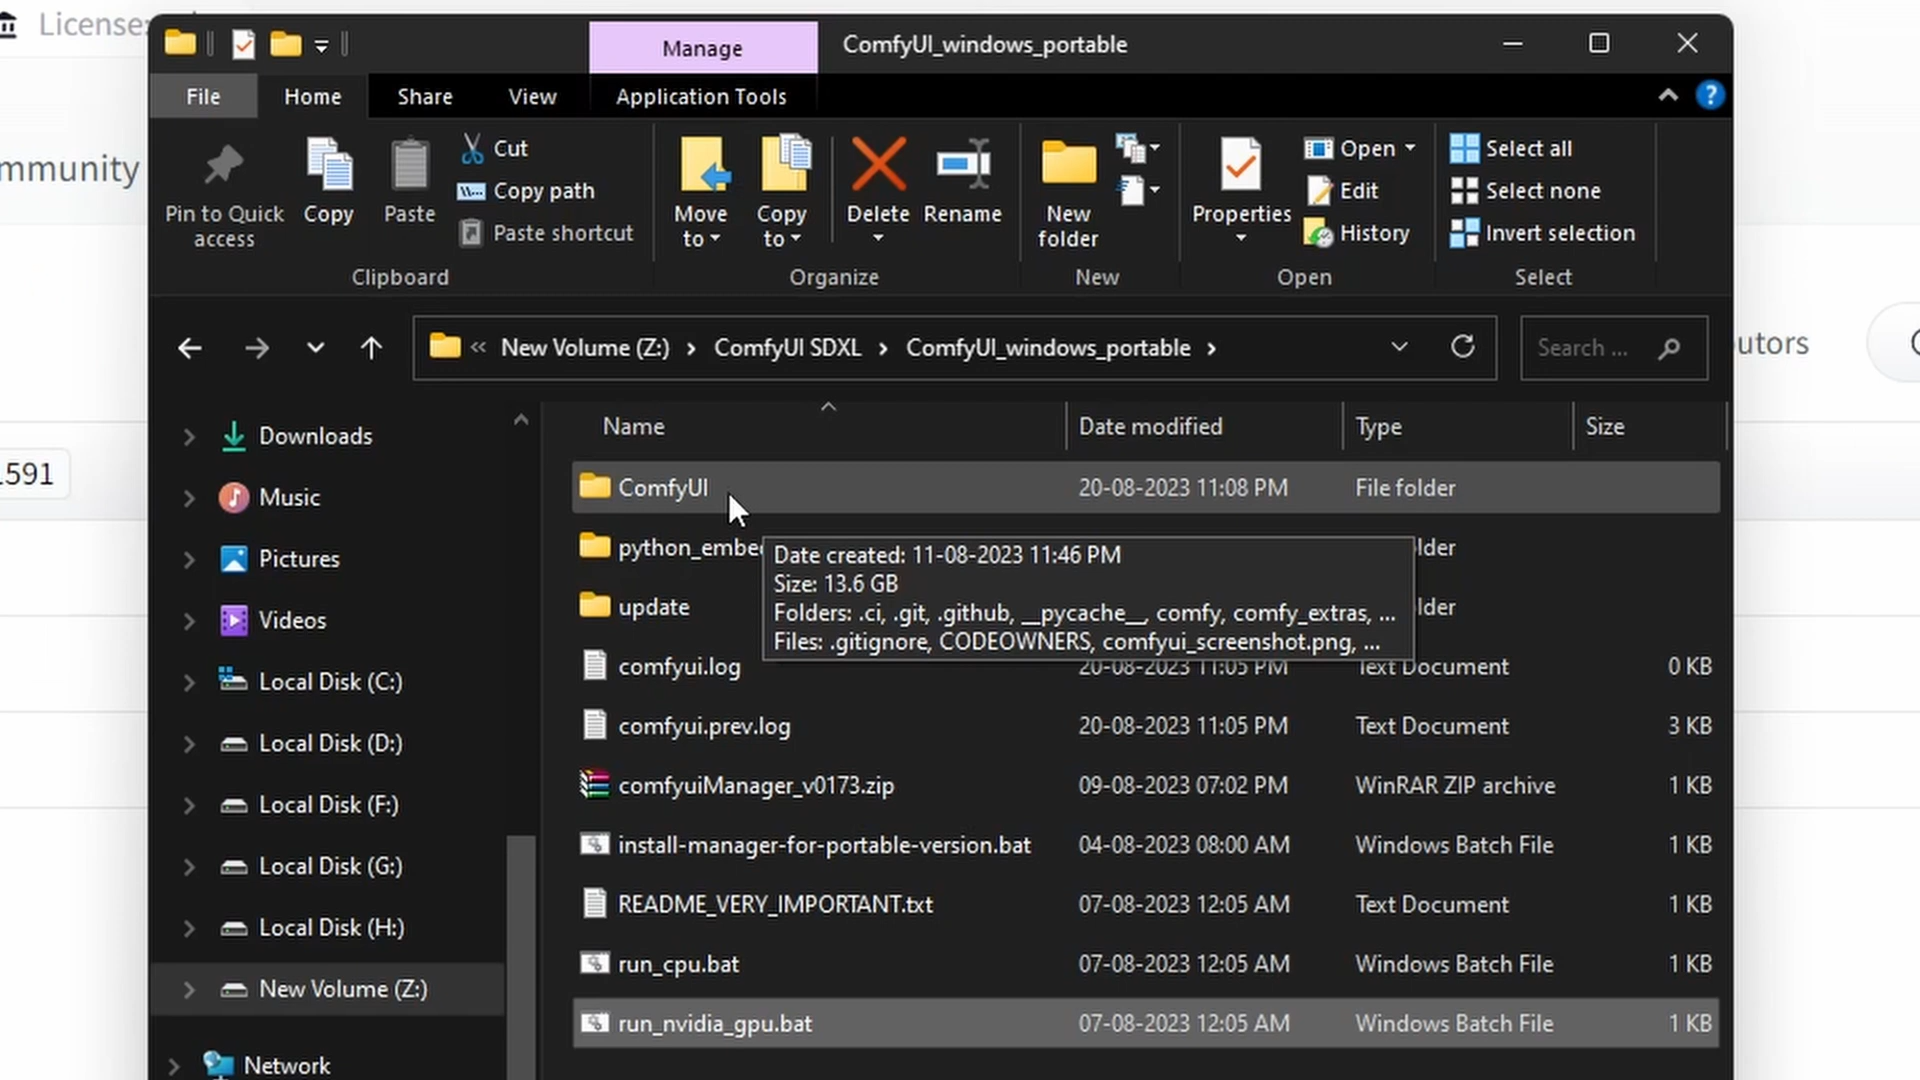 License:
Manage
ComfyUI_windows_portable
File
Home
Share
View
Application Tools
mmunity
Pin to Quick access
Copy
Paste
Cut
Copy path
Paste shortcut
Move to
Copy to
Delete
Rename
New folder
Properties
Open
Edit
History
Select all
Select none
Invert selection
Clipboard
Organize
New
Open
Select
« New Volume (Z:) › ComfyUI SDXL › ComfyUI_windows_portable ›
Search ...
utors
1591
Downloads
Music
Pictures
Videos
Local Disk (C:)
Local Disk (D:)
Local Disk (F:)
Local Disk (G:)
Local Disk (H:)
New Volume (Z:)
Network
Name Date modified Type Size
ComfyUI 20-08-2023 11:08 PM File folder
python_embe lder
update lder
Date created: 11-08-2023 11:46 PM
Size: 13.6 GB
Folders: .ci, .git, .github, __pycache__, comfy, comfy_extras, ...
Files: .gitignore, CODEOWNERS, comfyui_screenshot.png, ...
comfyui.log 20-08-2023 11:05 PM Text Document 0 KB
comfyui.prev.log 20-08-2023 11:05 PM Text Document 3 KB
comfyuiManager_v0173.zip 09-08-2023 07:02 PM WinRAR ZIP archive 1 KB
install-manager-for-portable-version.bat 04-08-2023 08:00 AM Windows Batch File 1 KB
README_VERY_IMPORTANT.txt 07-08-2023 12:05 AM Text Document 1 KB
run_cpu.bat 07-08-2023 12:05 AM Windows Batch File 1 KB
run_nvidia_gpu.bat 07-08-2023 12:05 AM Windows Batch File 1 KB